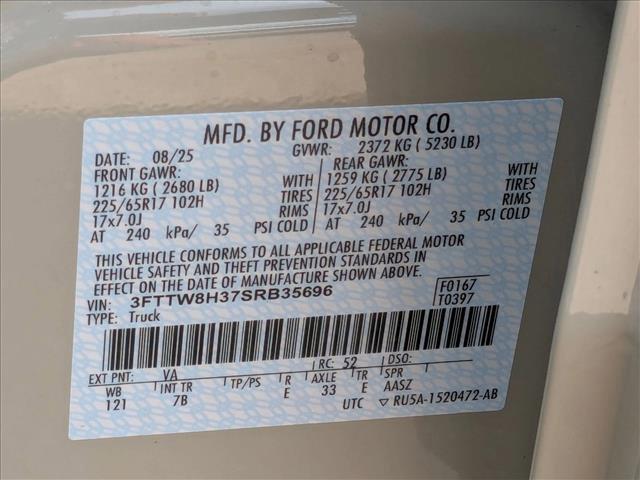 MFD. BY FORD MOTOR CO.
DATE: 08/25 GVWR: 2372 KG ( 5230 LB)
FRONT GAWR: REAR GAWR:
1216 KG ( 2680 LB) WITH 1259 KG ( 2775 LB) WITH
225/65R17 102H TIRES 225/65R17 102H TIRES
17x7.0J RIMS 17x7.0J RIMS
AT 240 kPa/ 35 PSI COLD AT 240 kPa/ 35 PSI COLD
THIS VEHICLE CONFORMS TO ALL APPLICABLE FEDERAL MOTOR
VEHICLE SAFETY AND THEFT PREVENTION STANDARDS IN
EFFECT ON THE DATE OF MANUFACTURE SHOWN ABOVE.
VIN: 3FTTW8H37SRB35696 F0167
TYPE: Truck T0397
EXT PNT: VA RC: 52 DSO:
WB INT TR TP/PS R AXLE TR SPR
121 7B E 33 E AASZ
UTC ▽ RU5A-1520472-AB